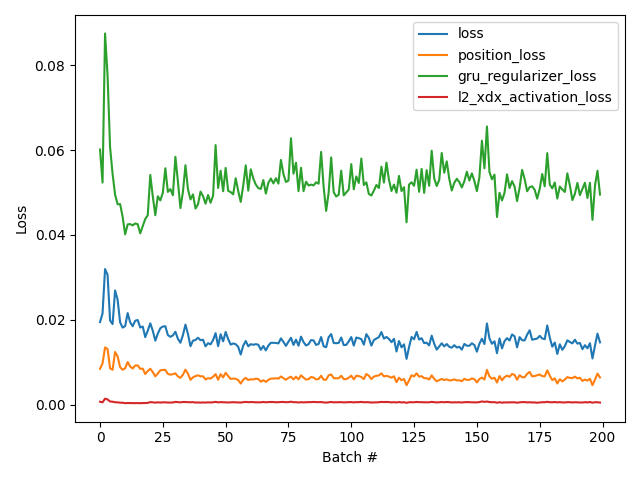 loss
position_loss
gru_regularizer_loss
l2_xdx_activation_loss
0.08
0.06
0.04
0.02
0.00
Loss
0 25 50 75 100 125 150 175 200
Batch #